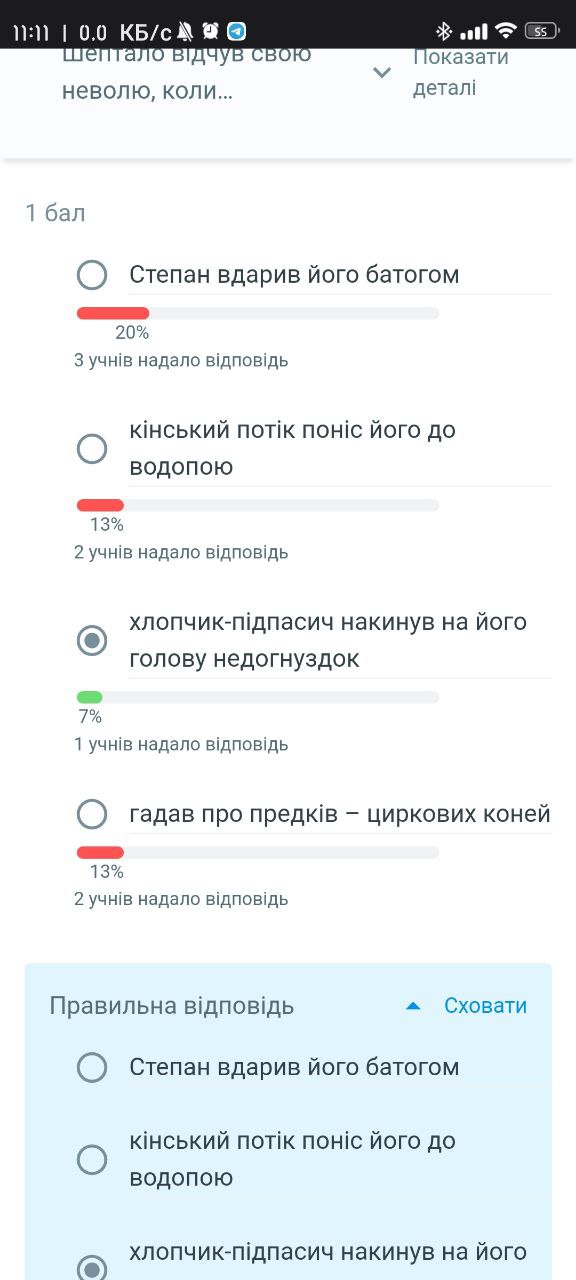 11:11 | 0.0 КБ/с 55
Шептало відчув свою
неволю, коли...
Показати
деталі
1 бал
Степан вдарив його батогом
20%
3 учнів надало відповідь
кінський потік поніс його до
водопою
13%
2 учнів надало відповідь
хлопчик-підпасич накинув на його
голову недогнуздок
7%
1 учнів надало відповідь
гадав про предків – циркових коней
13%
2 учнів надало відповідь
Правильна відповідь
Сховати
Степан вдарив його батогом
кінський потік поніс його до
водопою
хлопчик-підпасич накинув на його